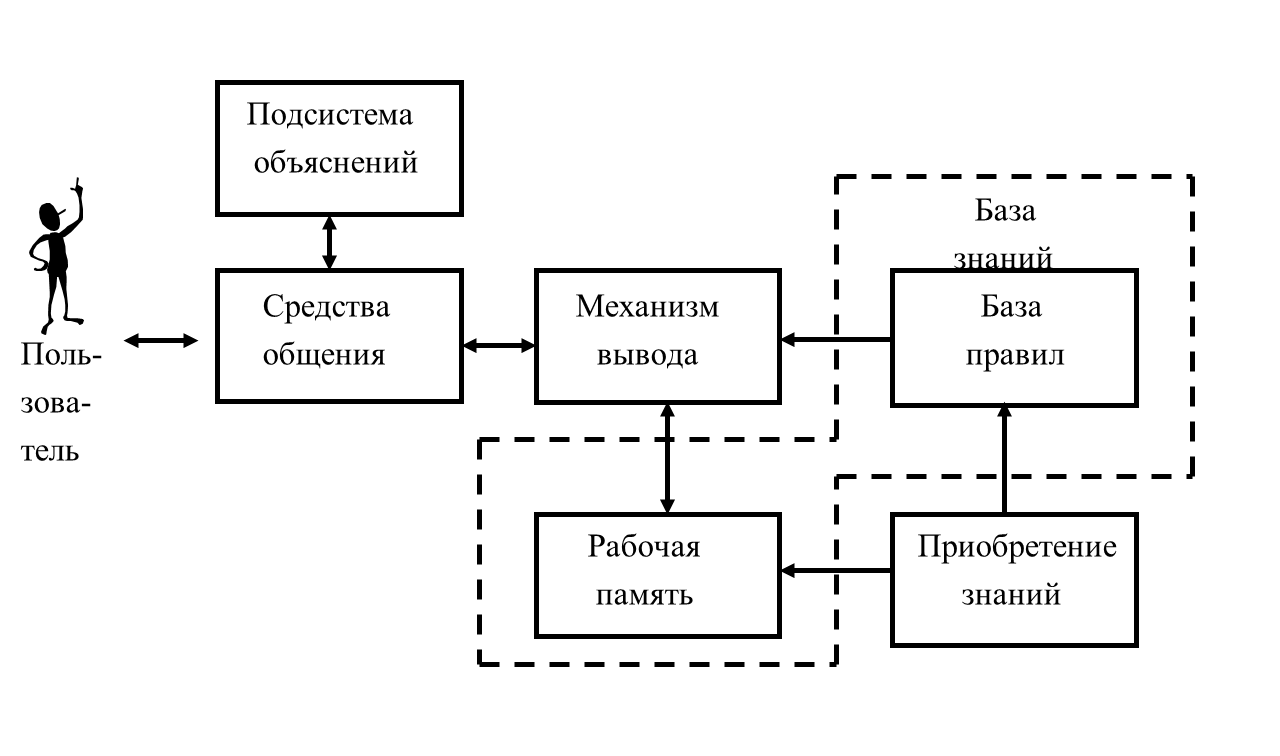 Подсистема
объяснений
База
знаний
Средства
общения
Механизм
вывода
База
правил
Поль-
зова-
тель
Рабочая
память
Приобретение
знаний